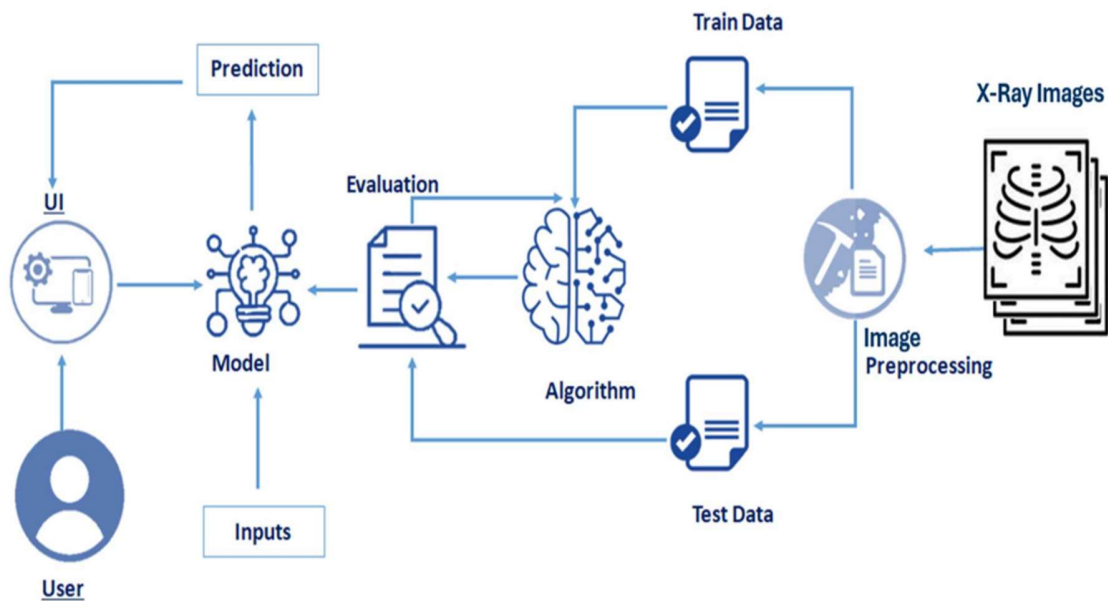 Train Data
Prediction
X-Ray Images
Evaluation
UI
Model
Algorithm
Image
Preprocessing
Inputs
Test Data
User